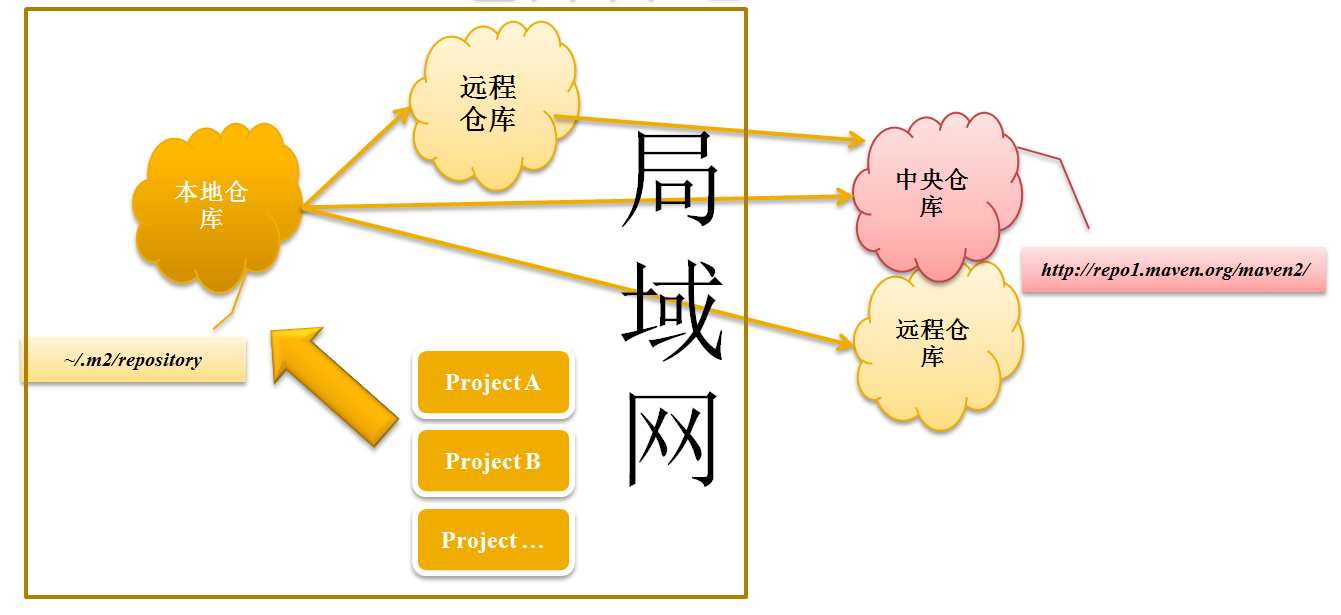 远程
仓库
本地仓
库
中央仓
库
http://repo1.maven.org/maven2/
远程仓
库
~/.m2/repository
Project A
Project B
Project …
局
域
网